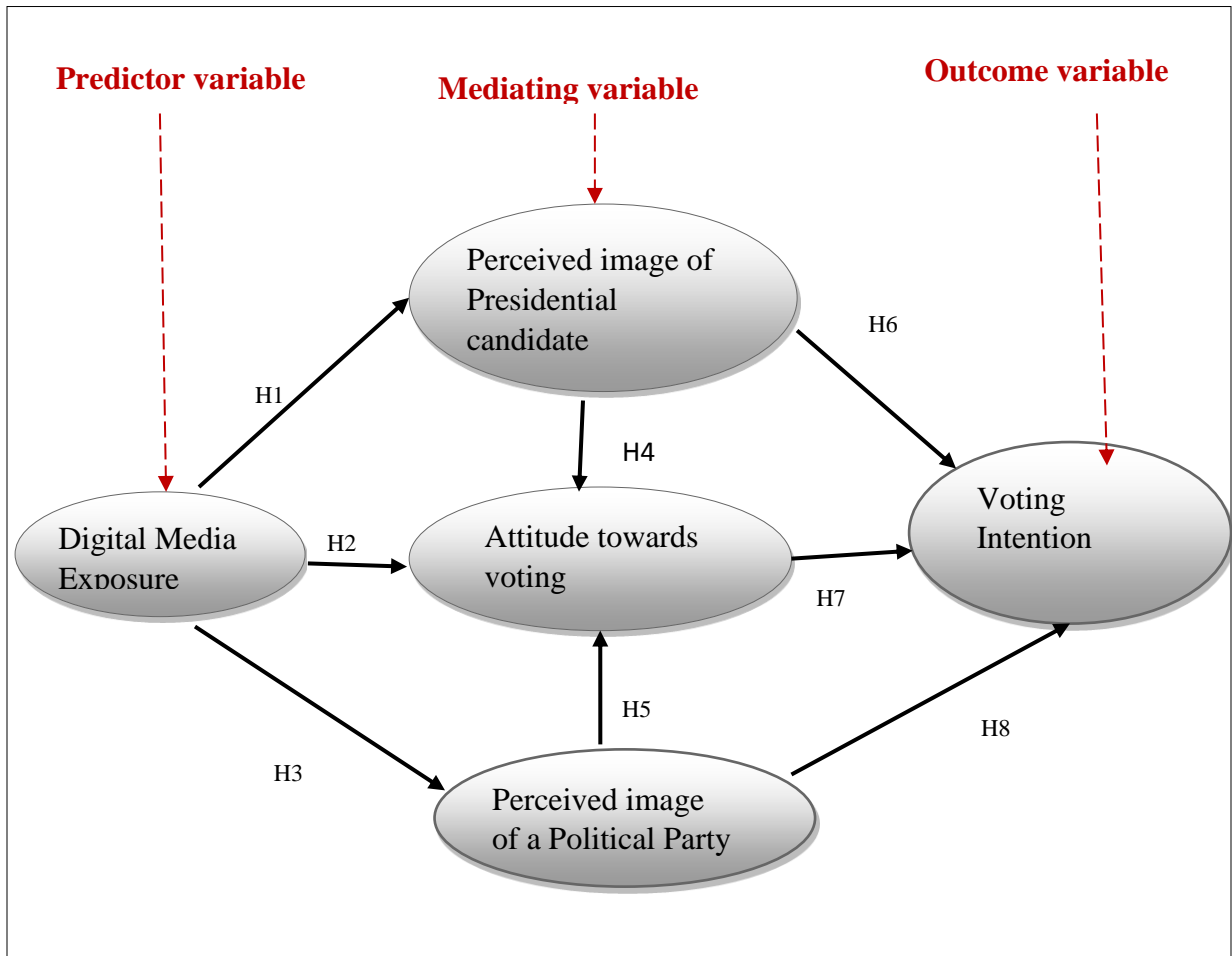 Predictor variable
Mediating variable
Outcome variable
Perceived image of
Presidential
candidate
H6
H1
H4
Digital Media
Exposure
H2
Attitude towards
voting
Voting
Intention
H7
H5
H3
H8
Perceived image
of a Political Party